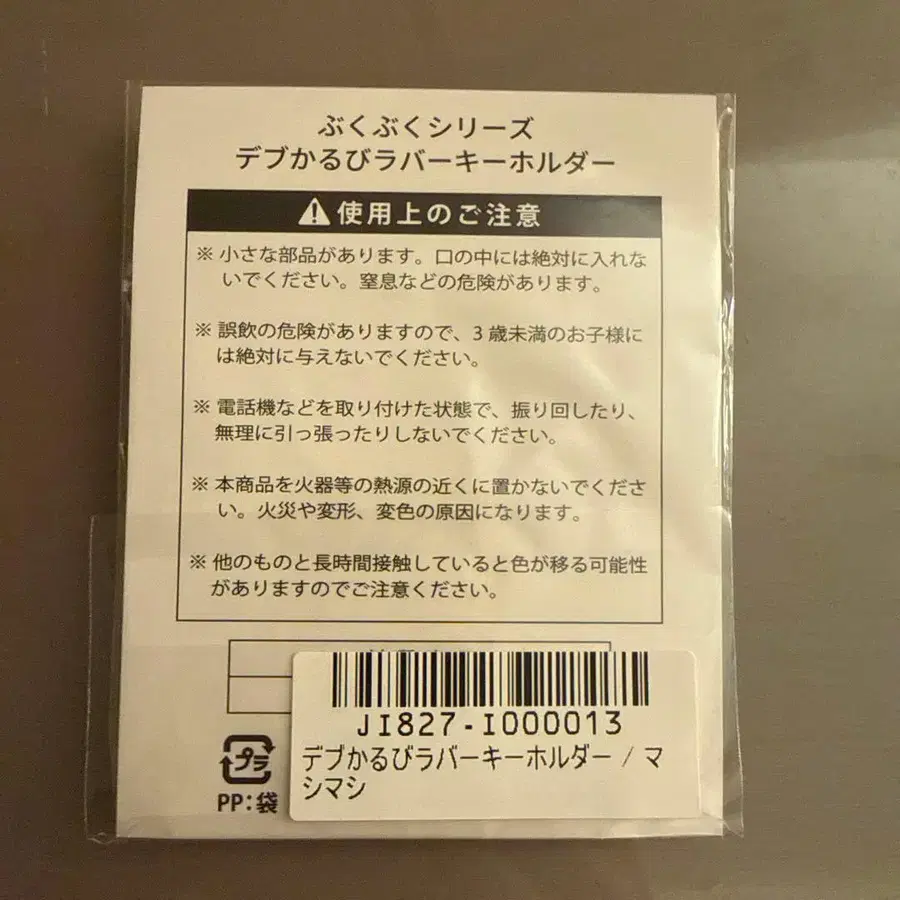 ぶくぶくシリーズ
デブかるびラバーキーホルダー
使用上のご注意
※ 小さな部品があります。口の中には絶対に入れな
いでください。窒息などの危険があります。
※ 誤飲の危険がありますので、3 歳未満のお子様に
は絶対に与えないでください。
※ 電話機などを取り付けた状態で、振り回したり、
無理に引っ張ったりしないでください。
※ 本商品を火器等の熱源の近くに置かないでくださ
い。火災や変形、変色の原因になります。
※ 他のものと長時間接触していると色が移る可能性
がありますのでご注意ください。
JI827-I000013
デブかるびラバーキーホルダー / マ
シマシ
プラ
PP:袋